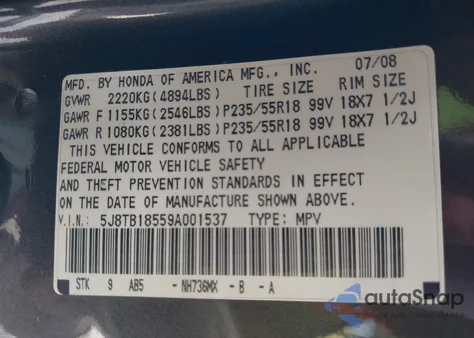 MFD. BY HONDA OF AMERICA MFG., INC. 07/08
GVWR 2220KG(4894LBS) TIRE SIZE RIM SIZE
GAWR F1155KG(2546LBS)P235/55R18 99V 18X7 1/2J
GAWR R1080KG(2381LBS)P235/55R18 99V 18X7 1/2J
THIS VEHICLE CONFORMS TO ALL APPLICABLE
FEDERAL MOTOR VEHICLE SAFETY
AND THEFT PREVENTION STANDARDS IN EFFECT
ON THE DATE OF MANUFACTURE SHOWN ABOVE.
V.I.N: 5J8TB18559A001537 TYPE: MPV
STK 9 AB5 -NH736MX -B -A
autoSnap